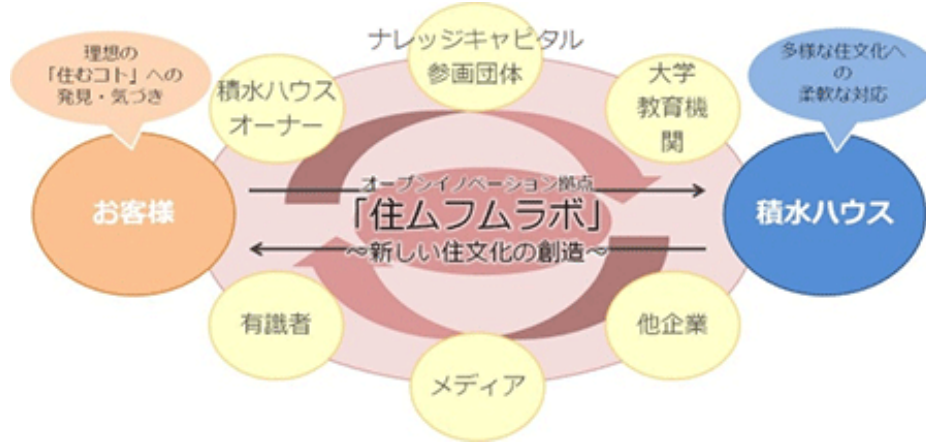 理想の
「住むコト」への
発見・気づき
お客様
積水ハウス
オーナー
ナレッジキャピタル
参画団体
大学
教育機
関
多様な住文化へ
の
柔軟な対応
積水ハウス
オープンイノベーション拠点
「住ムフムラボ」
～新しい住文化の創造～
有識者
メディア
他企業